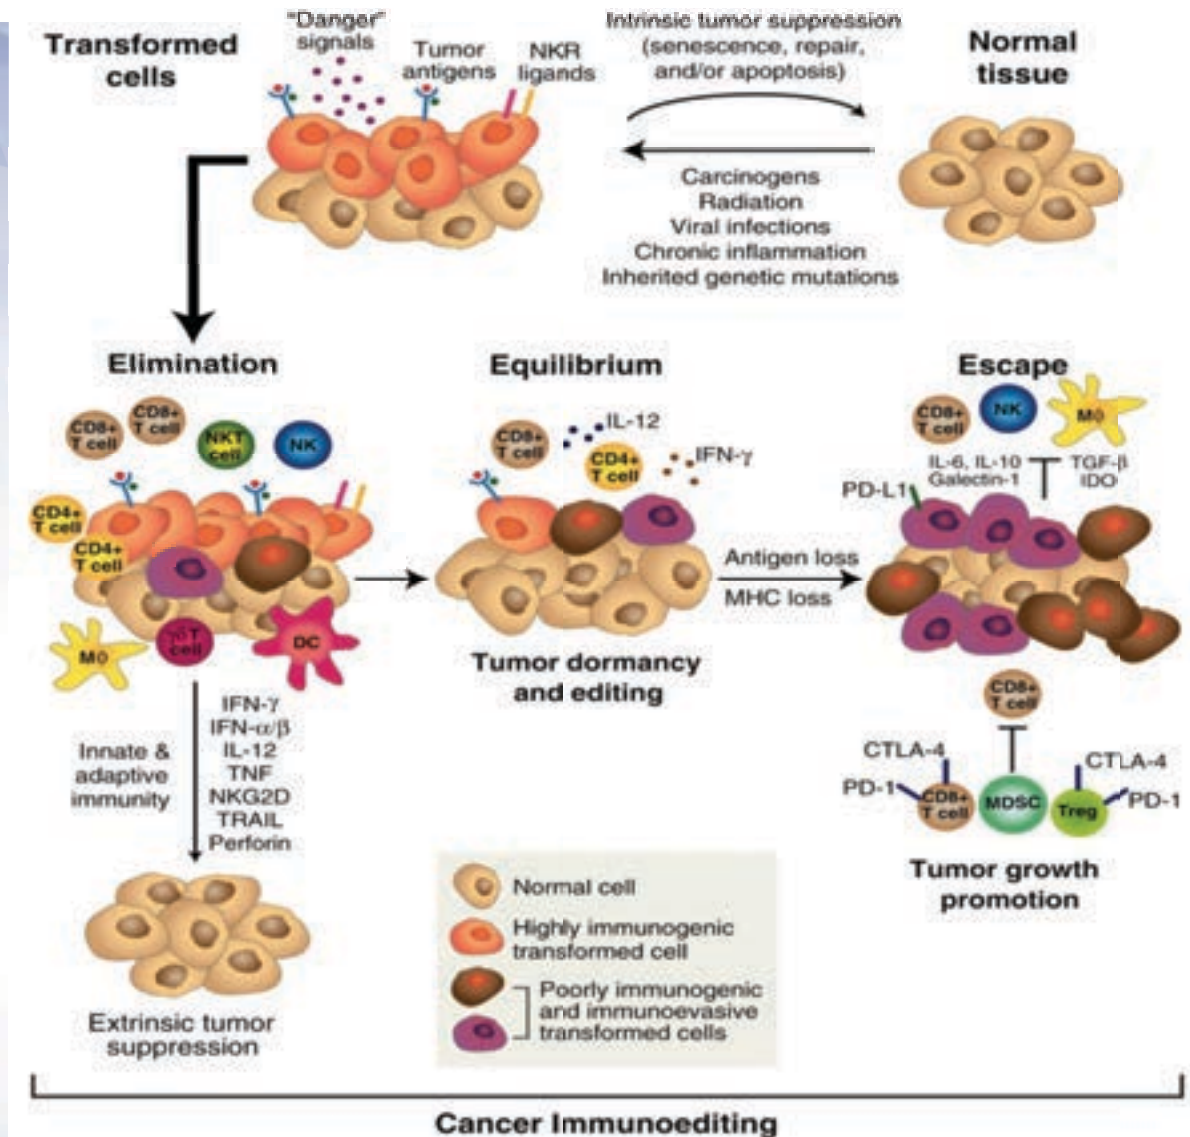 Transformed
cells
"Danger"
signals
Tumor
antigens
NKR
ligands
Intrinsic tumor suppression
(senescence, repair,
and/or apoptosis)
Normal
tissue
Carcinogens
Radiation
Viral infections
Chronic inflammation
Inherited genetic mutations
Elimination
CD8+
T cell
CD8+
T cell
NKT
cell
NK
CD4+
T cell
CD4+
T cell
MΦ
γδT
cell
DC
Innate &
adaptive
immunity
IFN-γ
IFN-α/β
IL-12
TNF
NKG2D
TRAIL
Perforin
Extrinsic tumor
suppression
Equilibrium
CD8+
T cell
IL-12
CD4+
T cell
IFN-γ
Tumor dormancy
and editing
Antigen loss
MHC loss
Escape
CD8+
T cell
NK
MΦ
IL-6, IL-10
Galectin-1
TGF-β
IDO
PD-L1
CD8+
T cell
CTLA-4
PD-1
CD8+
T cell
MDSC
Treg
CTLA-4
PD-1
Tumor growth
promotion
Normal cell
Highly immunogenic
transformed cell
Poorly immunogenic
and immunoevasive
transformed cells
Cancer Immunoediting